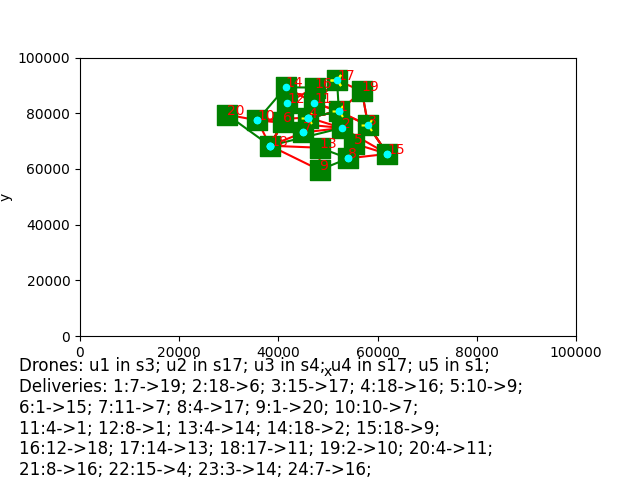 100000
80000
60000
40000
20000
0
y
20
17
19
15
13
0 20000 40000 60000 80000 100000
x
Drones: u1 in s3; u2 in s17; u3 in s4; u4 in s17; u5 in s1;
Deliveries: 1:7->19; 2:18->6; 3:15->17; 4:18->16; 5:10->9;
6:1->15; 7:11->7; 8:4->17; 9:1->20; 10:10->7;
11:4->1; 12:8->1; 13:4->14; 14:18->2; 15:18->9;
16:12->18; 17:14->13; 18:17->11; 19:2->10; 20:4->11;
21:8->16; 22:15->4; 23:3->14; 24:7->16;